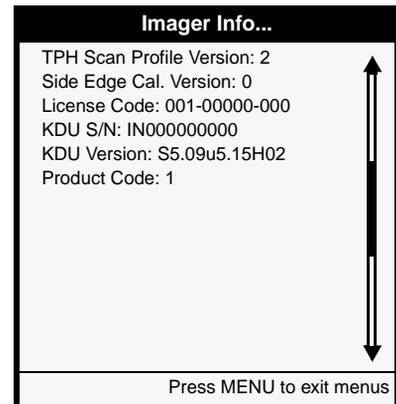 Imager Info...
TPH Scan Profile Version: 2
Side Edge Cal. Version: 0
License Code: 001-00000-000
KDU S/N: IN000000000
KDU Version: S5.09u5.15H02
Product Code: 1
Press MENU to exit menus